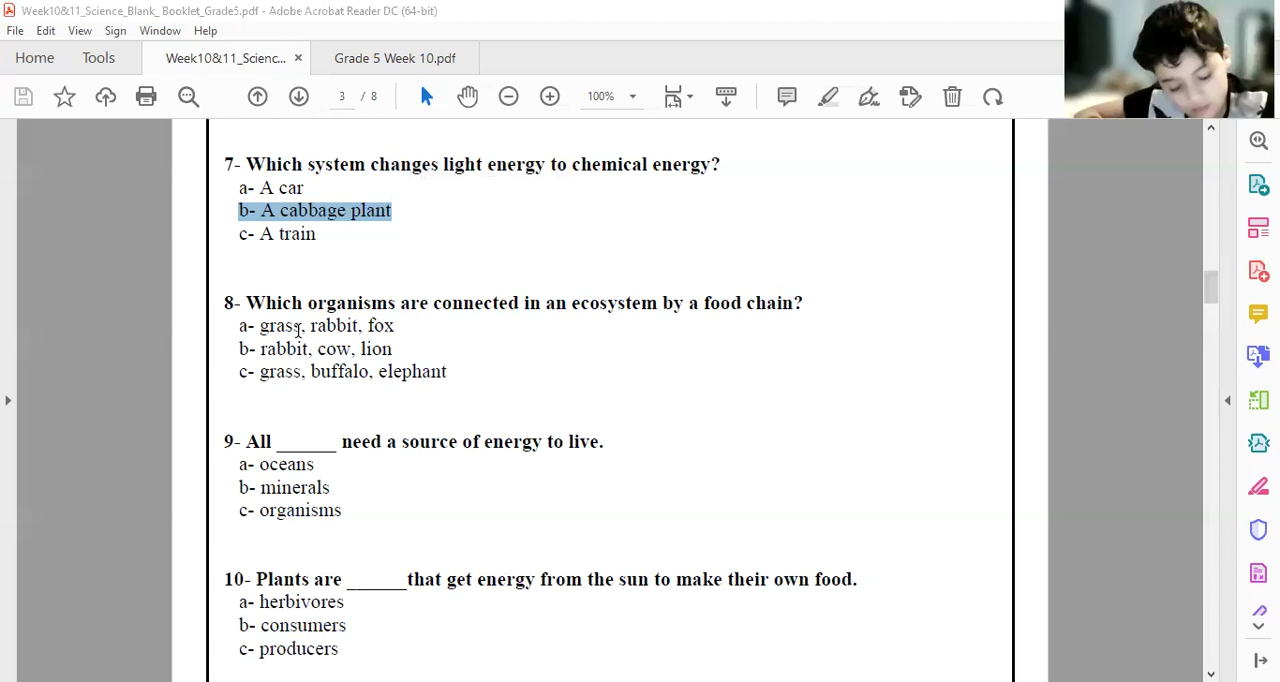 Week10&11_Science_Blank_ Booklet_Grade5.pdf - Adobe Acrobat Reader DC (64-bit)
File Edit View Sign Window Help
Home Tools Week10&11_Scienc... × Grade 5 Week 10.pdf
3 / 8 100%
7- Which system changes light energy to chemical energy?
a- A car
b- A cabbage plant
c- A train
8- Which organisms are connected in an ecosystem by a food chain?
a- grass, rabbit, fox
b- rabbit, cow, lion
c- grass, buffalo, elephant
9- All ______ need a source of energy to live.
a- oceans
b- minerals
c- organisms
10- Plants are ______that get energy from the sun to make their own food.
a- herbivores
b- consumers
c- producers